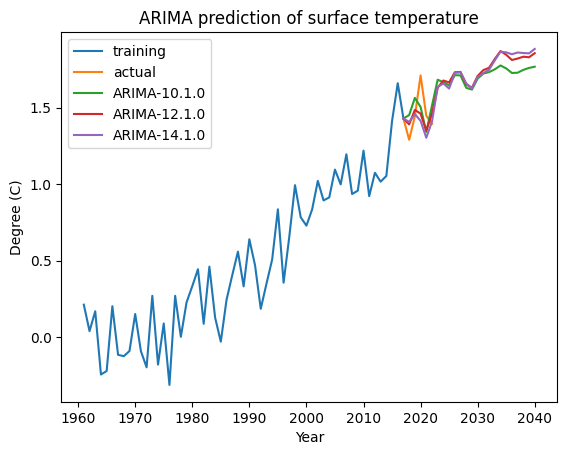 ARIMA prediction of surface temperature
training
actual
ARIMA-10.1.0
ARIMA-12.1.0
ARIMA-14.1.0
Degree (C)
1.5
1.0
0.5
0.0
1960 1970 1980 1990 2000 2010 2020 2030 2040
Year